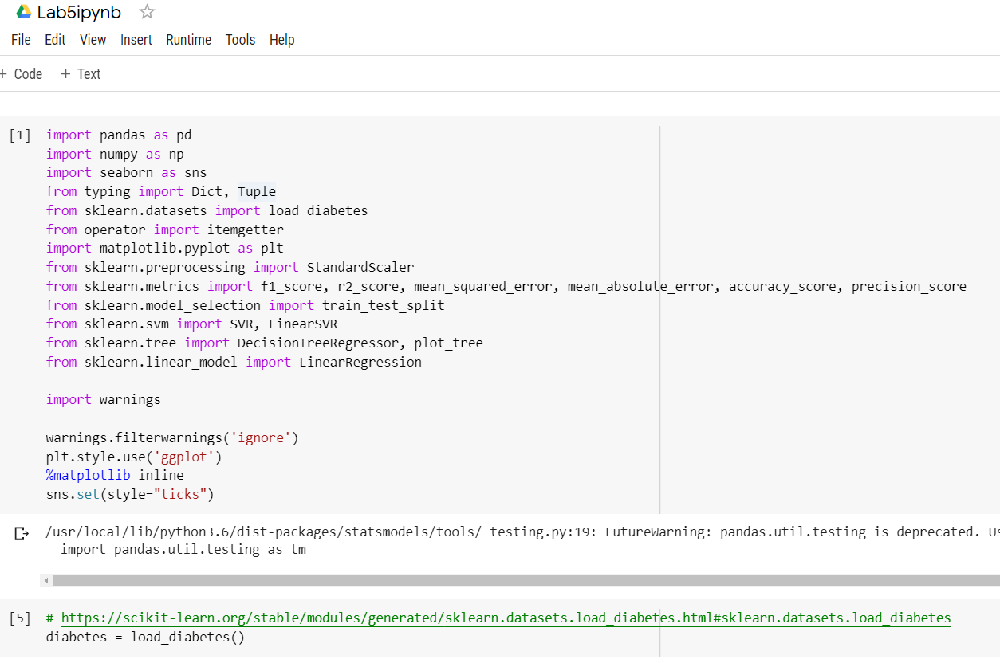 Lab5ipynb
File Edit View Insert Runtime Tools Help
+ Code + Text
[1] import pandas as pd
import numpy as np
import seaborn as sns
from typing import Dict, Tuple
from sklearn.datasets import load_diabetes
from operator import itemgetter
import matplotlib.pyplot as plt
from sklearn.preprocessing import StandardScaler
from sklearn.metrics import f1_score, r2_score, mean_squared_error, mean_absolute_error, accuracy_score, precision_score
from sklearn.model_selection import train_test_split
from sklearn.svm import SVR, LinearSVR
from sklearn.tree import DecisionTreeRegressor, plot_tree
from sklearn.linear_model import LinearRegression
import warnings
warnings.filterwarnings('ignore')
plt.style.use('ggplot')
%matplotlib inline
sns.set(style="ticks")
/usr/local/lib/python3.6/dist-packages/statsmodels/tools/_testing.py:19: FutureWarning: pandas.util.testing is deprecated. Us
import pandas.util.testing as tm
[5] # https://scikit-learn.org/stable/modules/generated/sklearn.datasets.load_diabetes.html#sklearn.datasets.load_diabetes
diabetes = load_diabetes()